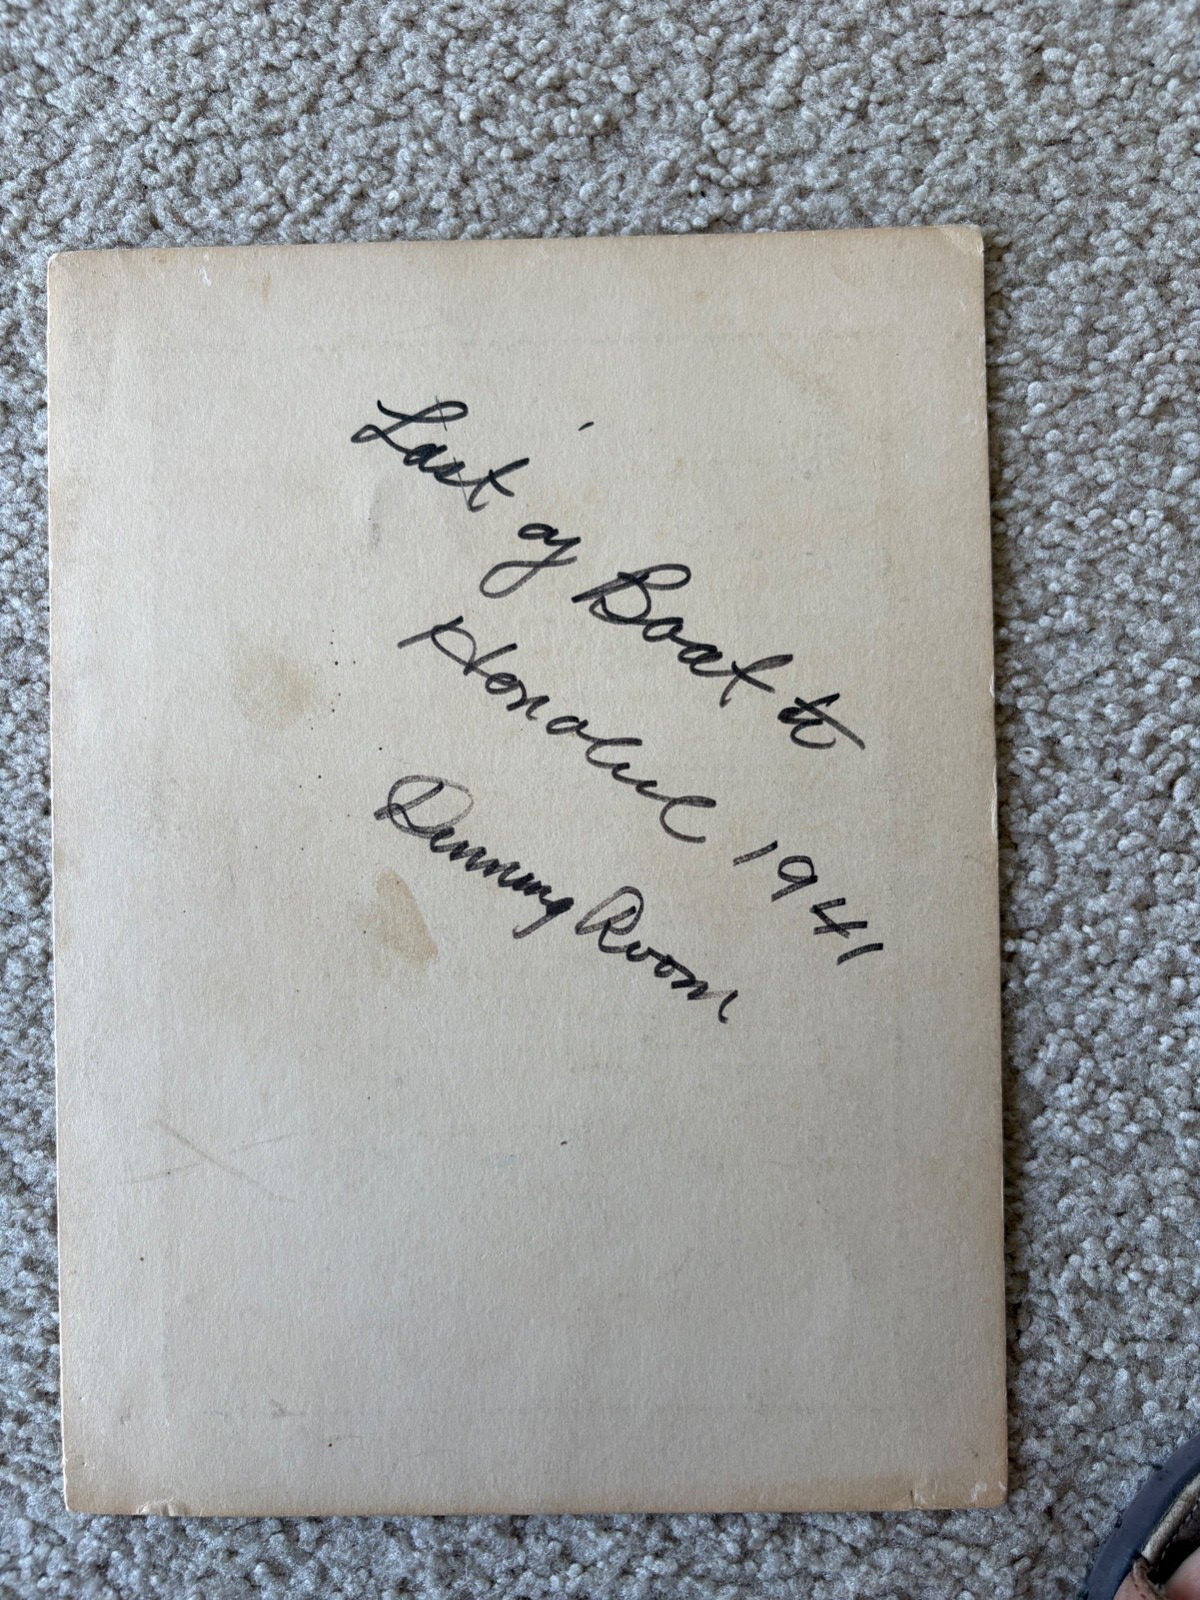 Last of Boat to
Honolulu 1941
Dinning Room